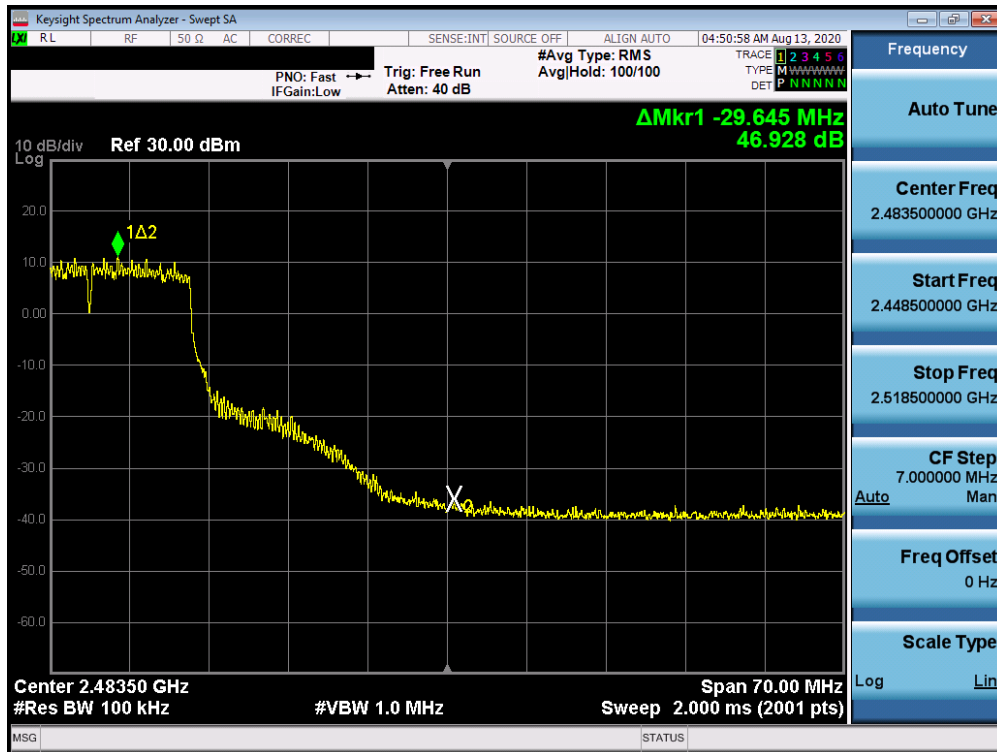 Keysight Spectrum Analyzer - Swept SA
LXI RL RF 50 Ω AC CORREC SENSE:INT SOURCE OFF ALIGN AUTO 04:50:58 AM Aug 13, 2020
PNO: Fast
IFGain:Low
Trig: Free Run
Atten: 40 dB
#Avg Type: RMS
Avg|Hold: 100/100
TRACE 1 2 3 4 5 6
TYPE M WWWWW
DET P N N N N N
ΔMkr1 -29.645 MHz
46.928 dB
10 dB/div Ref 30.00 dBm
Log
20.0
1Δ2
10.0
0.00
-10.0
-20.0
-30.0
X2
-40.0
-50.0
-60.0
Center 2.48350 GHz Span 70.00 MHz
#Res BW 100 kHz #VBW 1.0 MHz Sweep 2.000 ms (2001 pts)
MSG STATUS
Frequency
Auto Tune
Center Freq
2.483500000 GHz
Start Freq
2.448500000 GHz
Stop Freq
2.518500000 GHz
CF Step
7.000000 MHz
Auto Man
Freq Offset
0 Hz
Scale Type
Log Lin